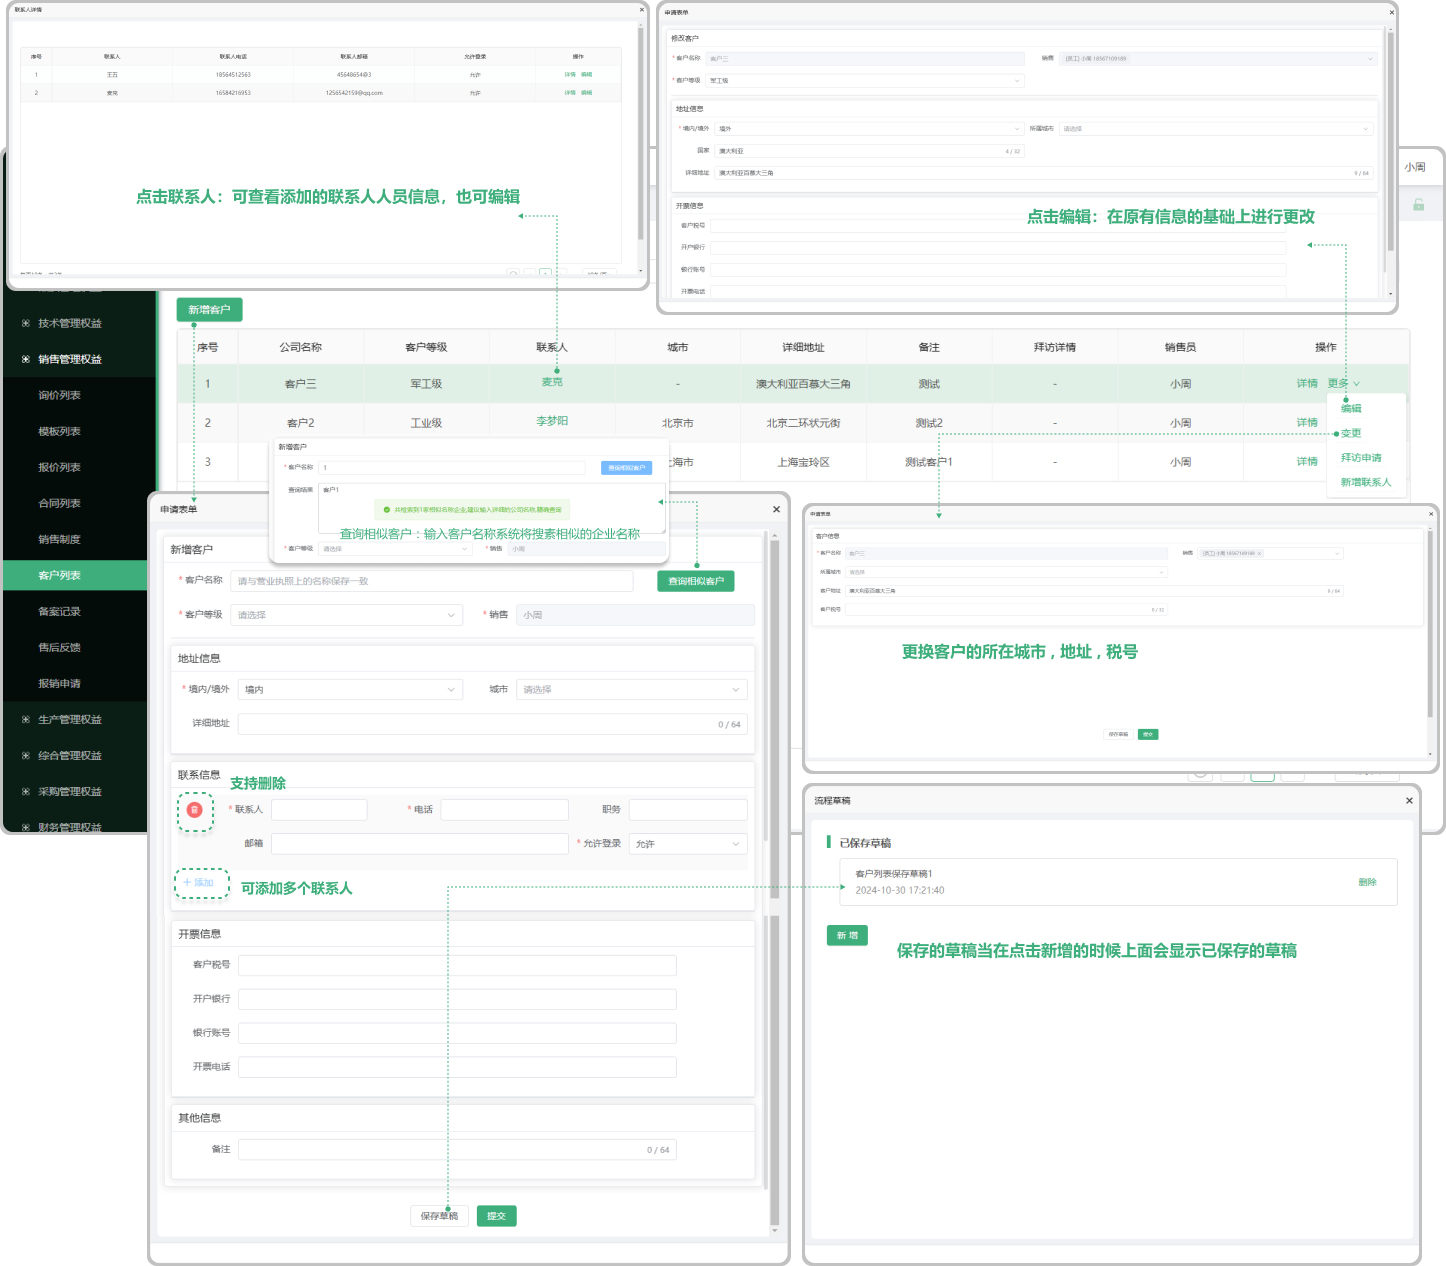 联系人详情
序号 联系人 联系人电话 联系人邮箱 允许登录 操作
1 王五 18564512563 45648654@3 允许 详情 编辑
2 麦克 16584216953 1256542159@qq.com 允许 详情 编辑
点击联系人：可查看添加的联系人人员信息，也可编辑
申请表单
修改客户
* 客户名称 客户三 销售 [员工] 小周 18567109189
* 客户等级 军工级
地址信息
* 境内/境外 境外 所属城市 请选择
国家 澳大利亚 4 / 32
详细地址 澳大利亚百慕大三角 9 / 64
开票信息
客户税号
开户银行
银行账号
开票电话
点击编辑：在原有信息的基础上进行更改
小周
技术管理权益
销售管理权益
询价列表
模板列表
报价列表
合同列表
销售制度
客户列表
备案记录
售后反馈
报销申请
生产管理权益
综合管理权益
采购管理权益
财务管理权益
新增客户
序号 公司名称 客户等级 联系人 城市 详细地址 备注 拜访详情 销售员 操作
1 客户三 军工级 麦克 - 澳大利亚百慕大三角 测试 - 小周 详情 更多
2 客户2 工业级 李梦阳 北京市 北京二环状元街 测试2 - 小周 详情
3 上海市 上海宝玲区 测试客户1 - 小周 详情
编辑
变更
拜访申请
新增联系人
新增客户
* 客户名称 1 查询相似客户
查询结果 客户1
共检索到1家相似名称企业,建议输入详细的公司名称,精确查询
查询相似客户：输入客户名称系统将搜素相似的企业名称
* 客户等级 请选择 * 销售 小周
申请表单
新增客户
* 客户名称 请与营业执照上的名称保存一致 查询相似客户
* 客户等级 请选择 * 销售 小周
地址信息
* 境内/境外 境内 城市 请选择
详细地址 0 / 64
联系信息
支持删除
* 联系人 * 电话 职务
邮箱 * 允许登录 允许
+ 添加
可添加多个联系人
开票信息
客户税号
开户银行
银行账号
开票电话
其他信息
备注 0 / 64
保存草稿 提交
申请表单
客户信息
* 客户名称 客户三 销售 [员工] 小周 18567109189
所属城市 请选择
客户地址 澳大利亚百慕大三角 9 / 64
客户税号 0 / 32
更换客户的所在城市 , 地址 , 税号
保存草稿 提交
流程草稿
已保存草稿
客户列表保存草稿1
2024-10-30 17:21:40
删除
新 增
保存的草稿当在点击新增的时候上面会显示已保存的草稿